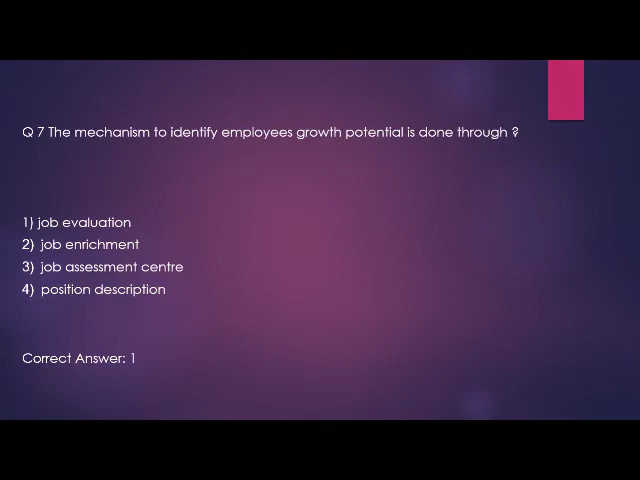 Q 7 The mechanism to identify employees growth potential is done through ?
1) job evaluation
2) job enrichment
3) job assessment centre
4) position description
Correct Answer: 1